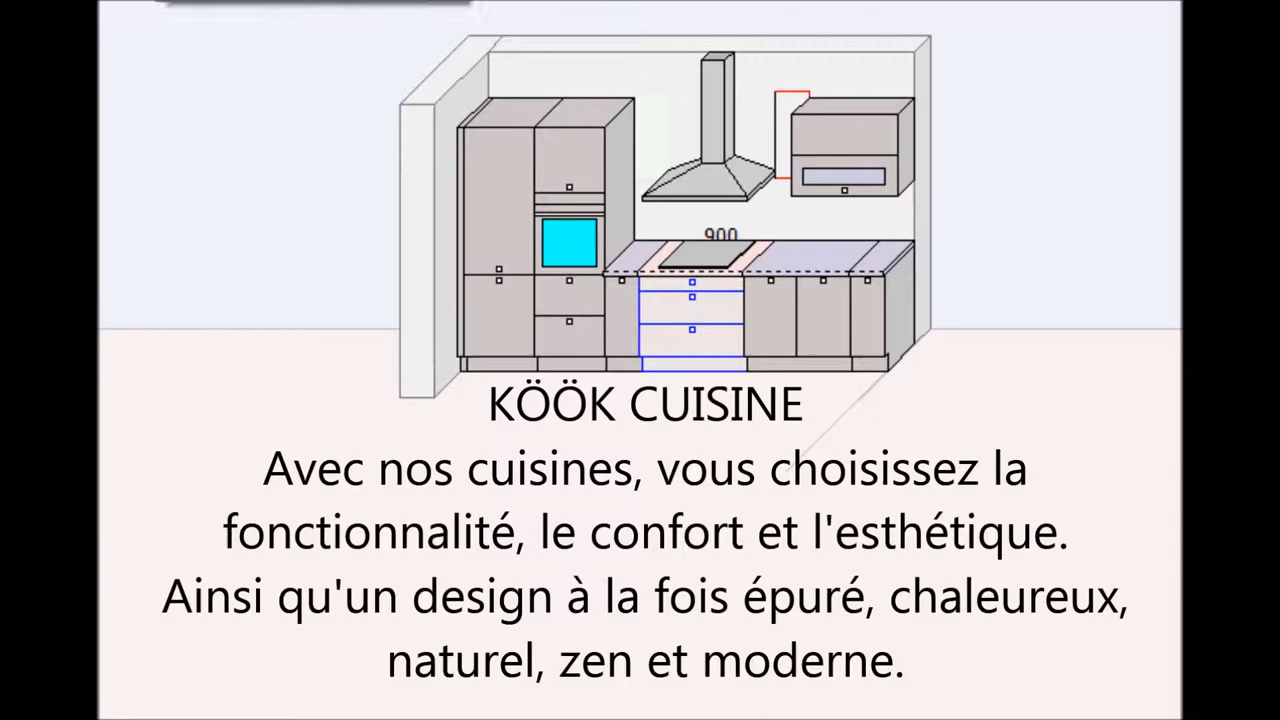 900
KÖÖK CUISINE
Avec nos cuisines, vous choisissez la
fonctionnalité, le confort et l'esthétique.
Ainsi qu'un design à la fois épuré, chaleureux,
naturel, zen et moderne.